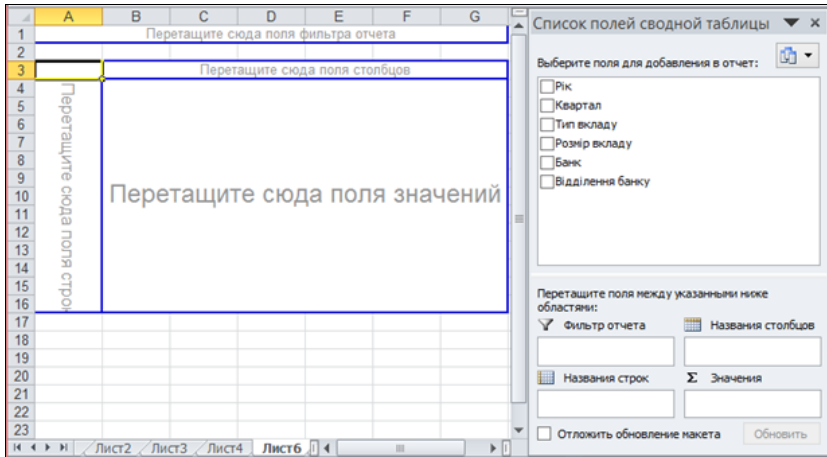 A B C D E F G
1 Перетащите сюда поля фильтра отчета
2
3 Перетащите сюда поля столбцов
4
5
6
7
8
9
10
11
12
13
14
15
16
17
18
19
20
21
22
23
Перетащите сюда поля строк
Перетащите сюда поля значений
Лист2 Лист3 Лист4 Лист6
Список полей сводной таблицы
Выберите поля для добавления в отчет:
Рік
Квартал
Тип вкладу
Розмір вкладу
Банк
Відділення банку
Перетащите поля между указанными ниже
областями:
Фильтр отчета Названия столбцов
Названия строк Σ Значения
Отложить обновление макета Обновить